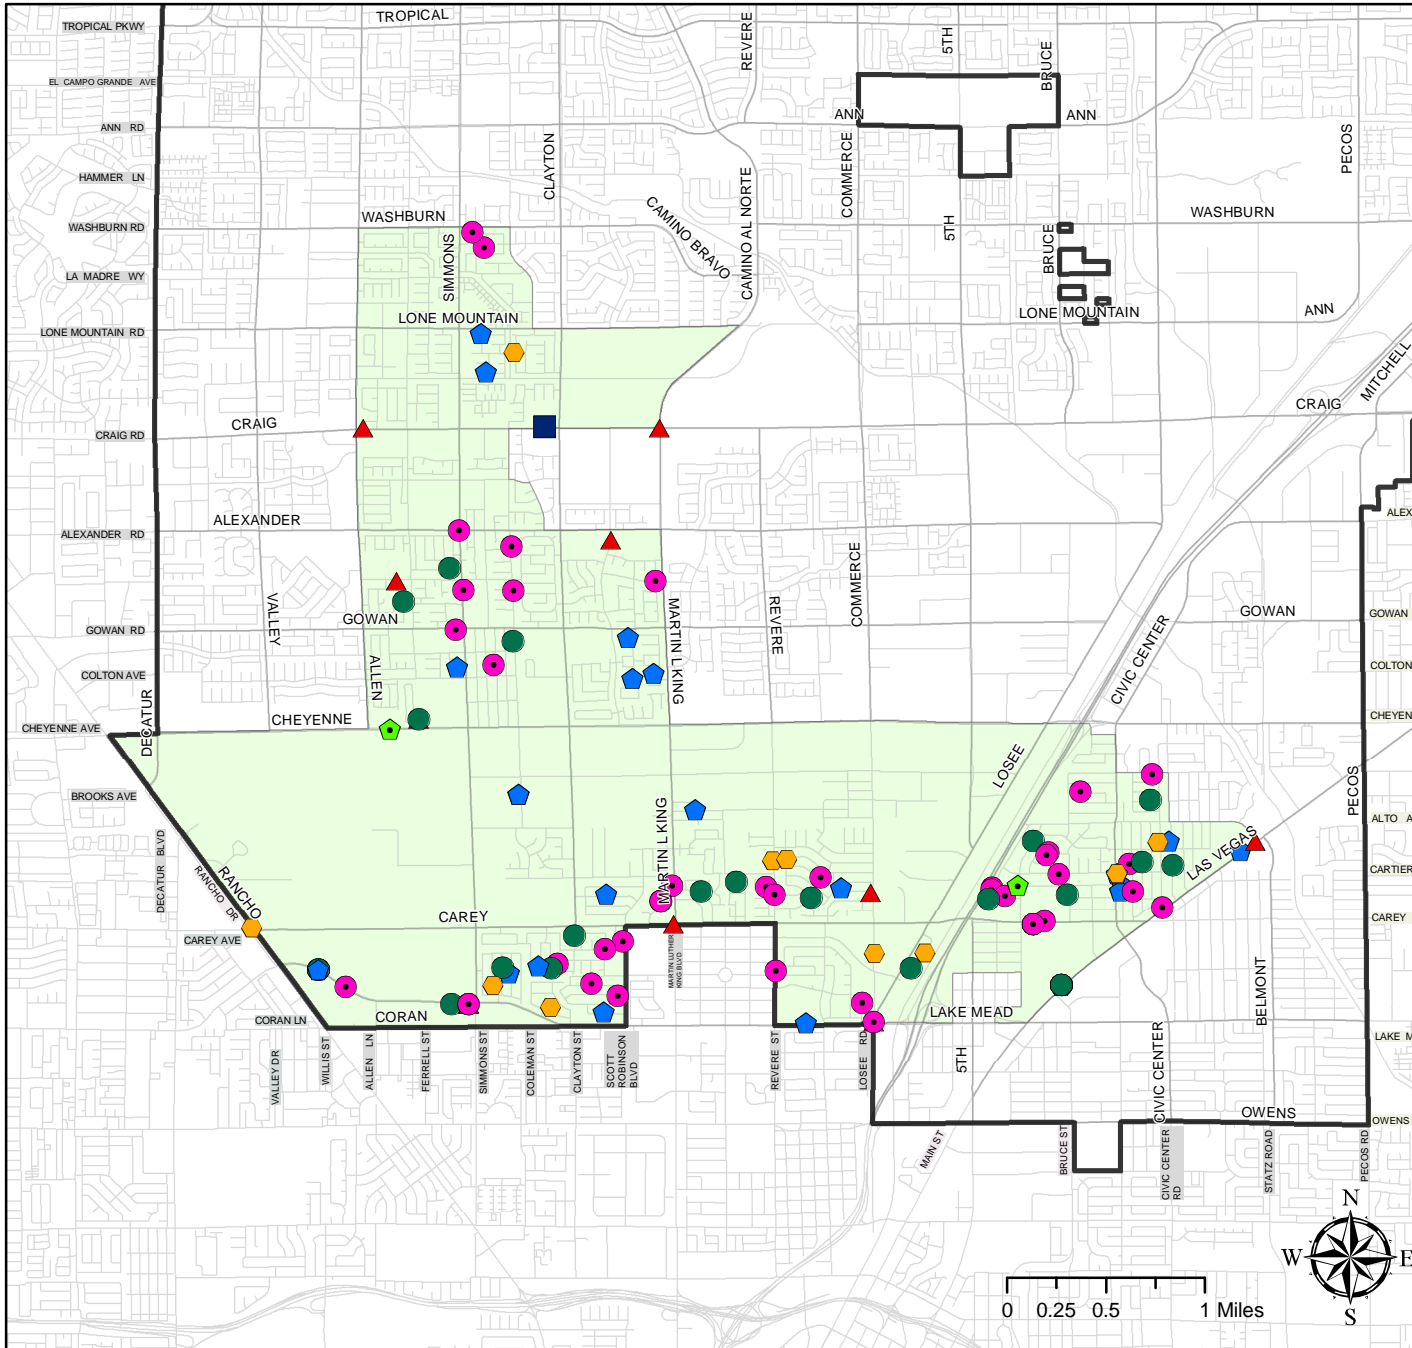 TROPICAL
TROPICAL PKWY
REVERE
5TH
BRUCE
EL CAMPO GRANDE AVE
ANN
ANN
ANN RD
CLAYTON
COMMERCE
PECOS
HAMMER LN
CAMINO AL NORTE
WASHBURN
CAMINO BRAVO
WASHBURN
WASHBURN RD
5TH
SIMMONS
BRUCE
LA MADRE WY
LONE MOUNTAIN
LONE MOUNTAIN
ANN
LONE MOUNTAIN RD
MITCHELL
CRAIG
CRAIG
CRAIG RD
ALEX
ALEXANDER
ALEXANDER RD
COMMERCE
VALLEY
GOWAN
MARTIN L KING
REVERE
GOWAN
GOWAN
GOWAN RD
CIVIC CENTER
ALLEN
COLTON
COLTON AVE
DECATUR
CHEYENNE
CHEYEN
CHEYENNE AVE
LOSEE
PECOS
BROOKS AVE
MARTIN L KING
ALTO A
DECATUR BLVD
LAS VEGAS
CARTIER
RANCHO
RANCHO DR
CAREY
CAREY
CAREY AVE
MARTIN LUTHER
KING BLVD
BELMONT
CORAN LN
CORAN
LAKE MEAD
LAKE M
VALLEY DR
WILLIS ST
ALLEN LN
FERRELL ST
SIMMONS ST
COLEMAN ST
CLAYTON ST
SCOTT
ROBINSON
BLVD
REVERE ST
LOSEE RD
5TH
CIVIC CENTER
OWENS
OWENS
MAIN ST
BRUCE ST
CIVIC CENTER
RD
STATZ ROAD
PECOS RD
N
W
E
S
0 0.25 0.5 1 Miles